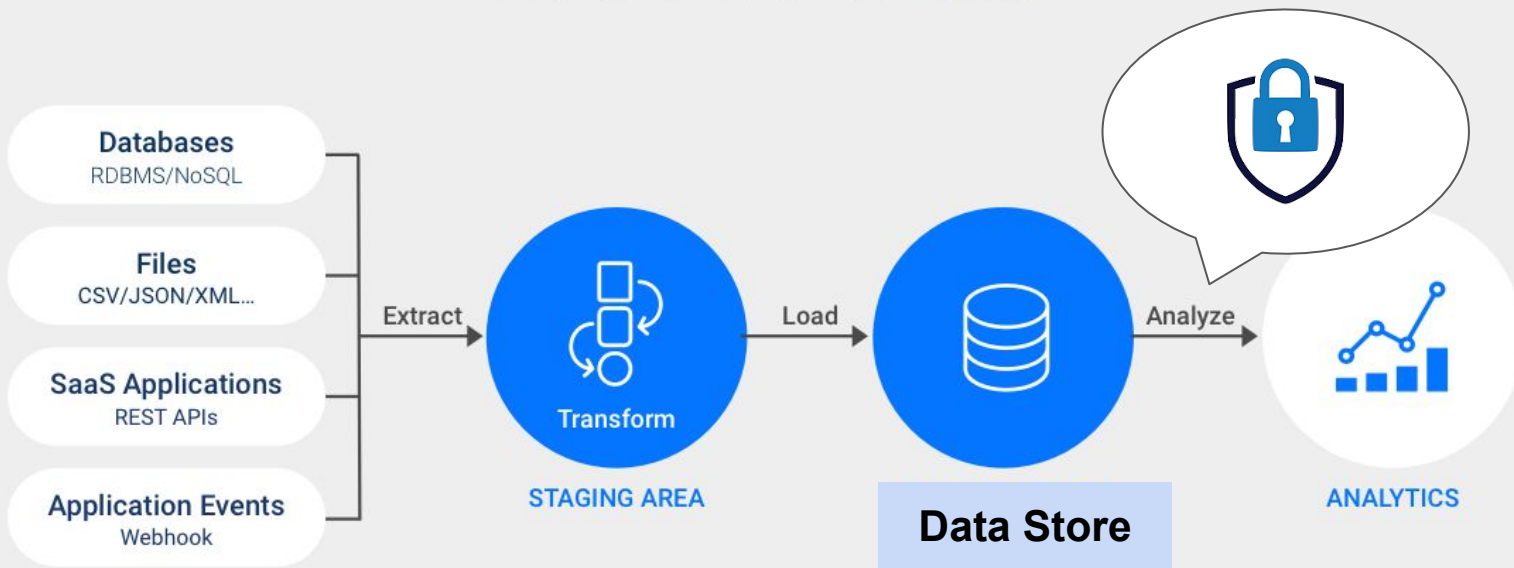 Databases
RDBMS/NoSQL
Files
CSV/JSON/XML...
SaaS Applications
REST APIs
Application Events
Webhook
Extract
Transform
STAGING AREA
Load
Data Store
Analyze
ANALYTICS